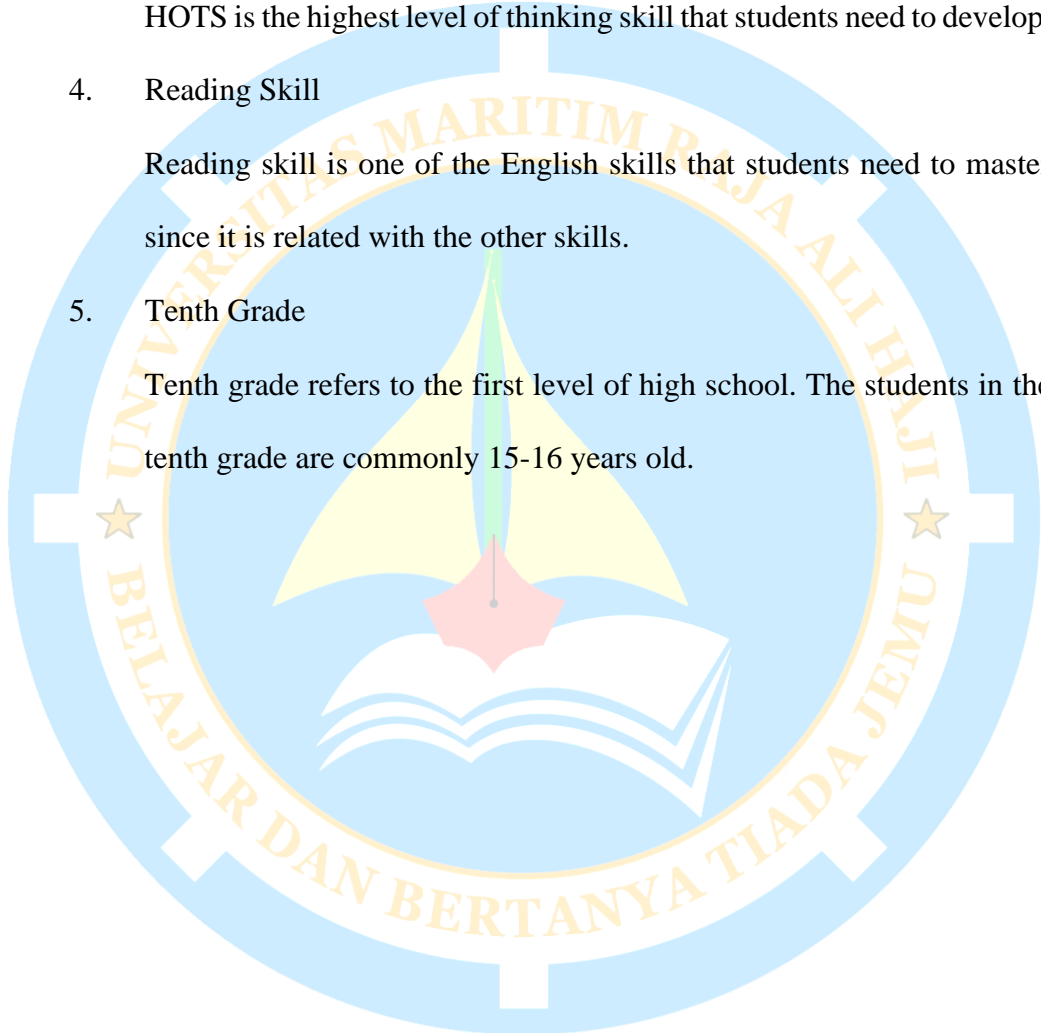 HOTS is the highest level of thinking skill that students need to develop
4. Reading Skill
Reading skill is one of the English skills that students need to maste
since it is related with the other skills.
5. Tenth Grade
Tenth grade refers to the first level of high school. The students in the
tenth grade are commonly 15-16 years old.
UNIVERSITAS MARITIM RAJA ALI HAJI
BELAJAR DAN BERTANYA TIADA JEMU